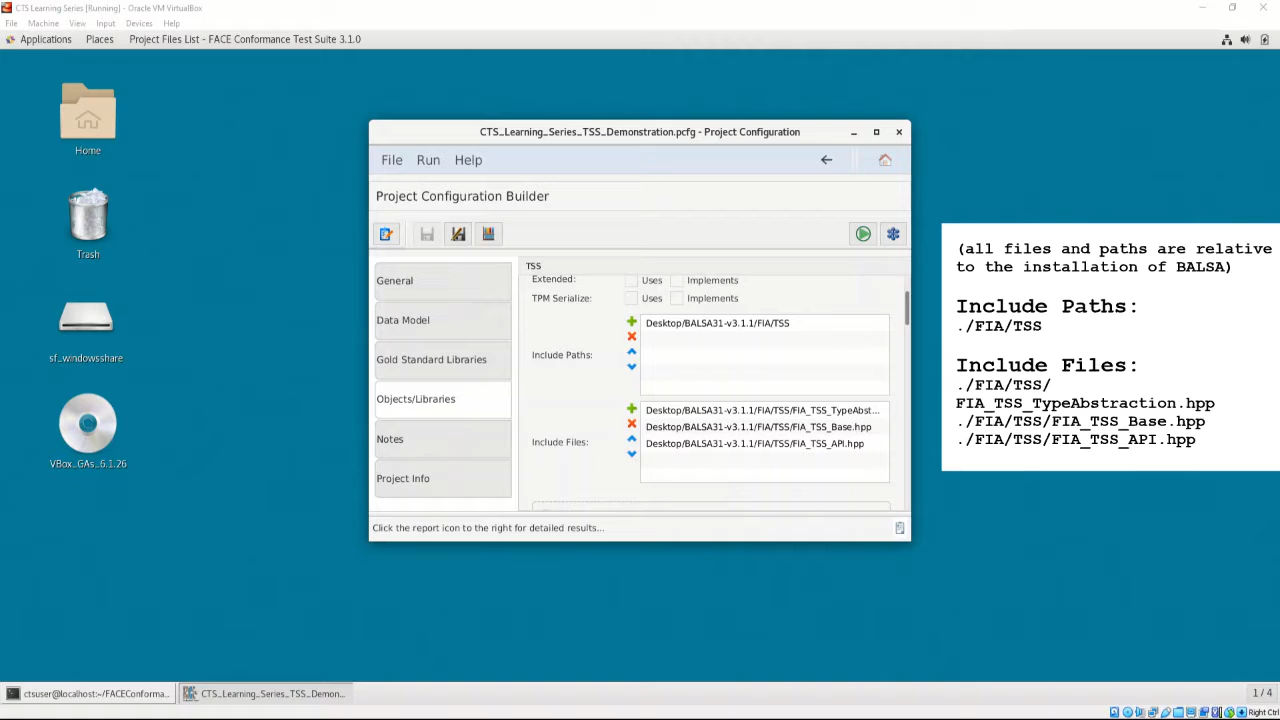 CTS Learning Series [Running] - Oracle VM VirtualBox
File Machine View Input Devices Help
Applications Places Project Files List - FACE Conformance Test Suite 3.1.0
Home
Trash
sf_windowsshare
VBox_GAs_6.1.26
CTS_Learning_Series_TSS_Demonstration.pcfg - Project Configuration
File Run Help
Project Configuration Builder
General
Data Model
Gold Standard Libraries
Objects/Libraries
Notes
Project Info
TSS
Extended: Uses Implements
TPM Serialize: Uses Implements
Include Paths:
Desktop/BALSA31-v3.1.1/FIA/TSS
Include Files:
Desktop/BALSA31-v3.1.1/FIA/TSS/FIA_TSS_TypeAbst...
Desktop/BALSA31-v3.1.1/FIA/TSS/FIA_TSS_Base.hpp
Desktop/BALSA31-v3.1.1/FIA/TSS/FIA_TSS_API.hpp
Click the report icon to the right for detailed results...
(all files and paths are relative
to the installation of BALSA)
Include Paths:
./FIA/TSS
Include Files:
./FIA/TSS/
FIA_TSS_TypeAbstraction.hpp
./FIA/TSS/FIA_TSS_Base.hpp
./FIA/TSS/FIA_TSS_API.hpp
ctsuser@localhost:~/FACEConforma... CTS_Learning_Series_TSS_Demon... 1 / 4
Right Ctrl